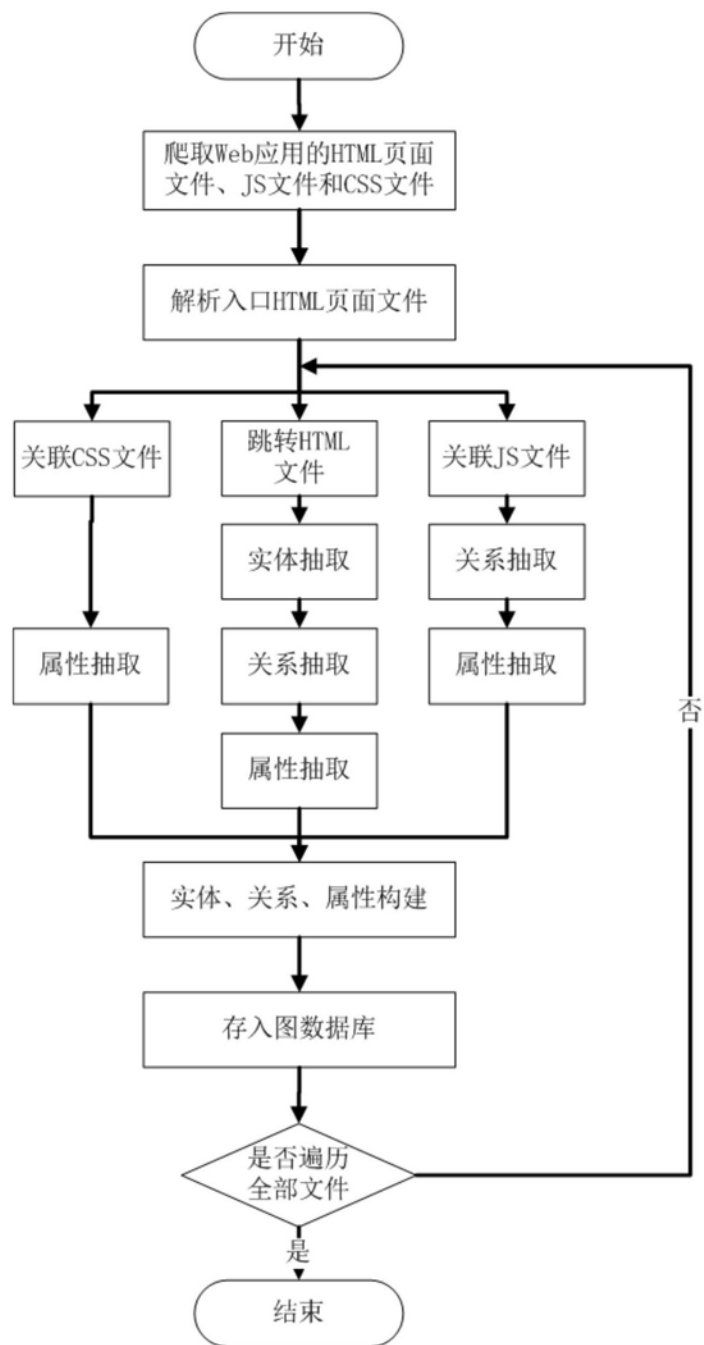 开始
爬取Web应用的HTML页面
文件、JS文件和CSS文件
解析入口HTML页面文件
关联CSS文件
跳转HTML
文件
关联JS文件
实体抽取
关系抽取
属性抽取
关系抽取
属性抽取
属性抽取
否
实体、关系、属性构建
存入图数据库
是否遍历
全部文件
是
结束